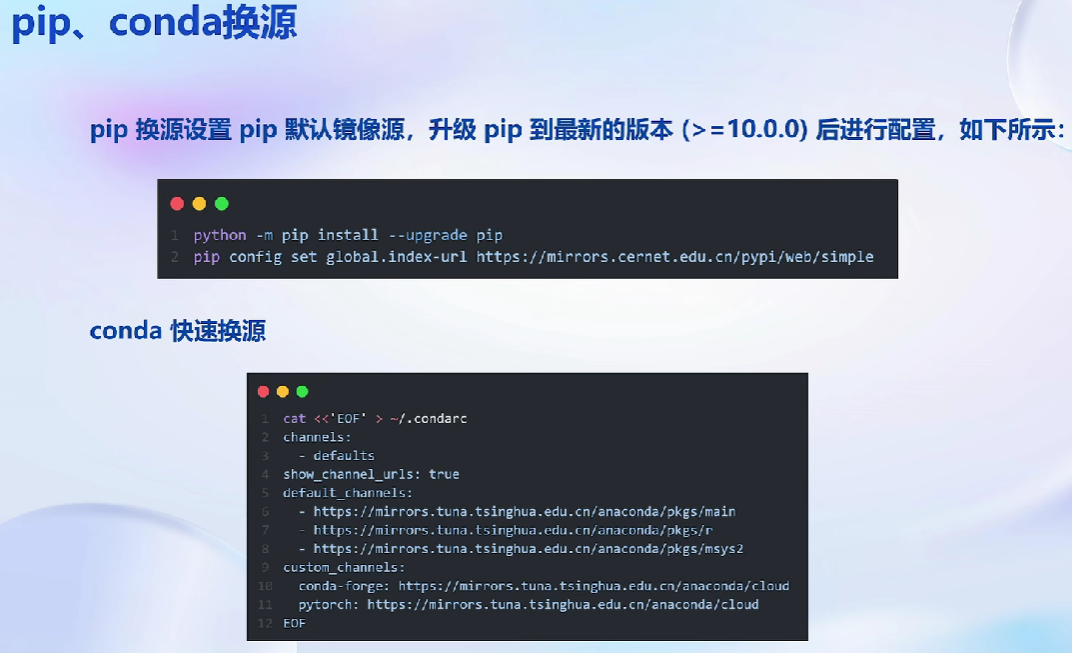 pip、conda换源
pip 换源设置 pip 默认镜像源，升级 pip 到最新的版本 (>=10.0.0) 后进行配置，如下所示：
1 python -m pip install --upgrade pip
2 pip config set global.index-url https://mirrors.cernet.edu.cn/pypi/web/simple
conda 快速换源
1 cat <<'EOF' > ~/.condarc
2 channels:
3   - defaults
4 show_channel_urls: true
5 default_channels:
6   - https://mirrors.tuna.tsinghua.edu.cn/anaconda/pkgs/main
7   - https://mirrors.tuna.tsinghua.edu.cn/anaconda/pkgs/r
8   - https://mirrors.tuna.tsinghua.edu.cn/anaconda/pkgs/msys2
9 custom_channels:
10   conda-forge: https://mirrors.tuna.tsinghua.edu.cn/anaconda/cloud
11   pytorch: https://mirrors.tuna.tsinghua.edu.cn/anaconda/cloud
12 EOF